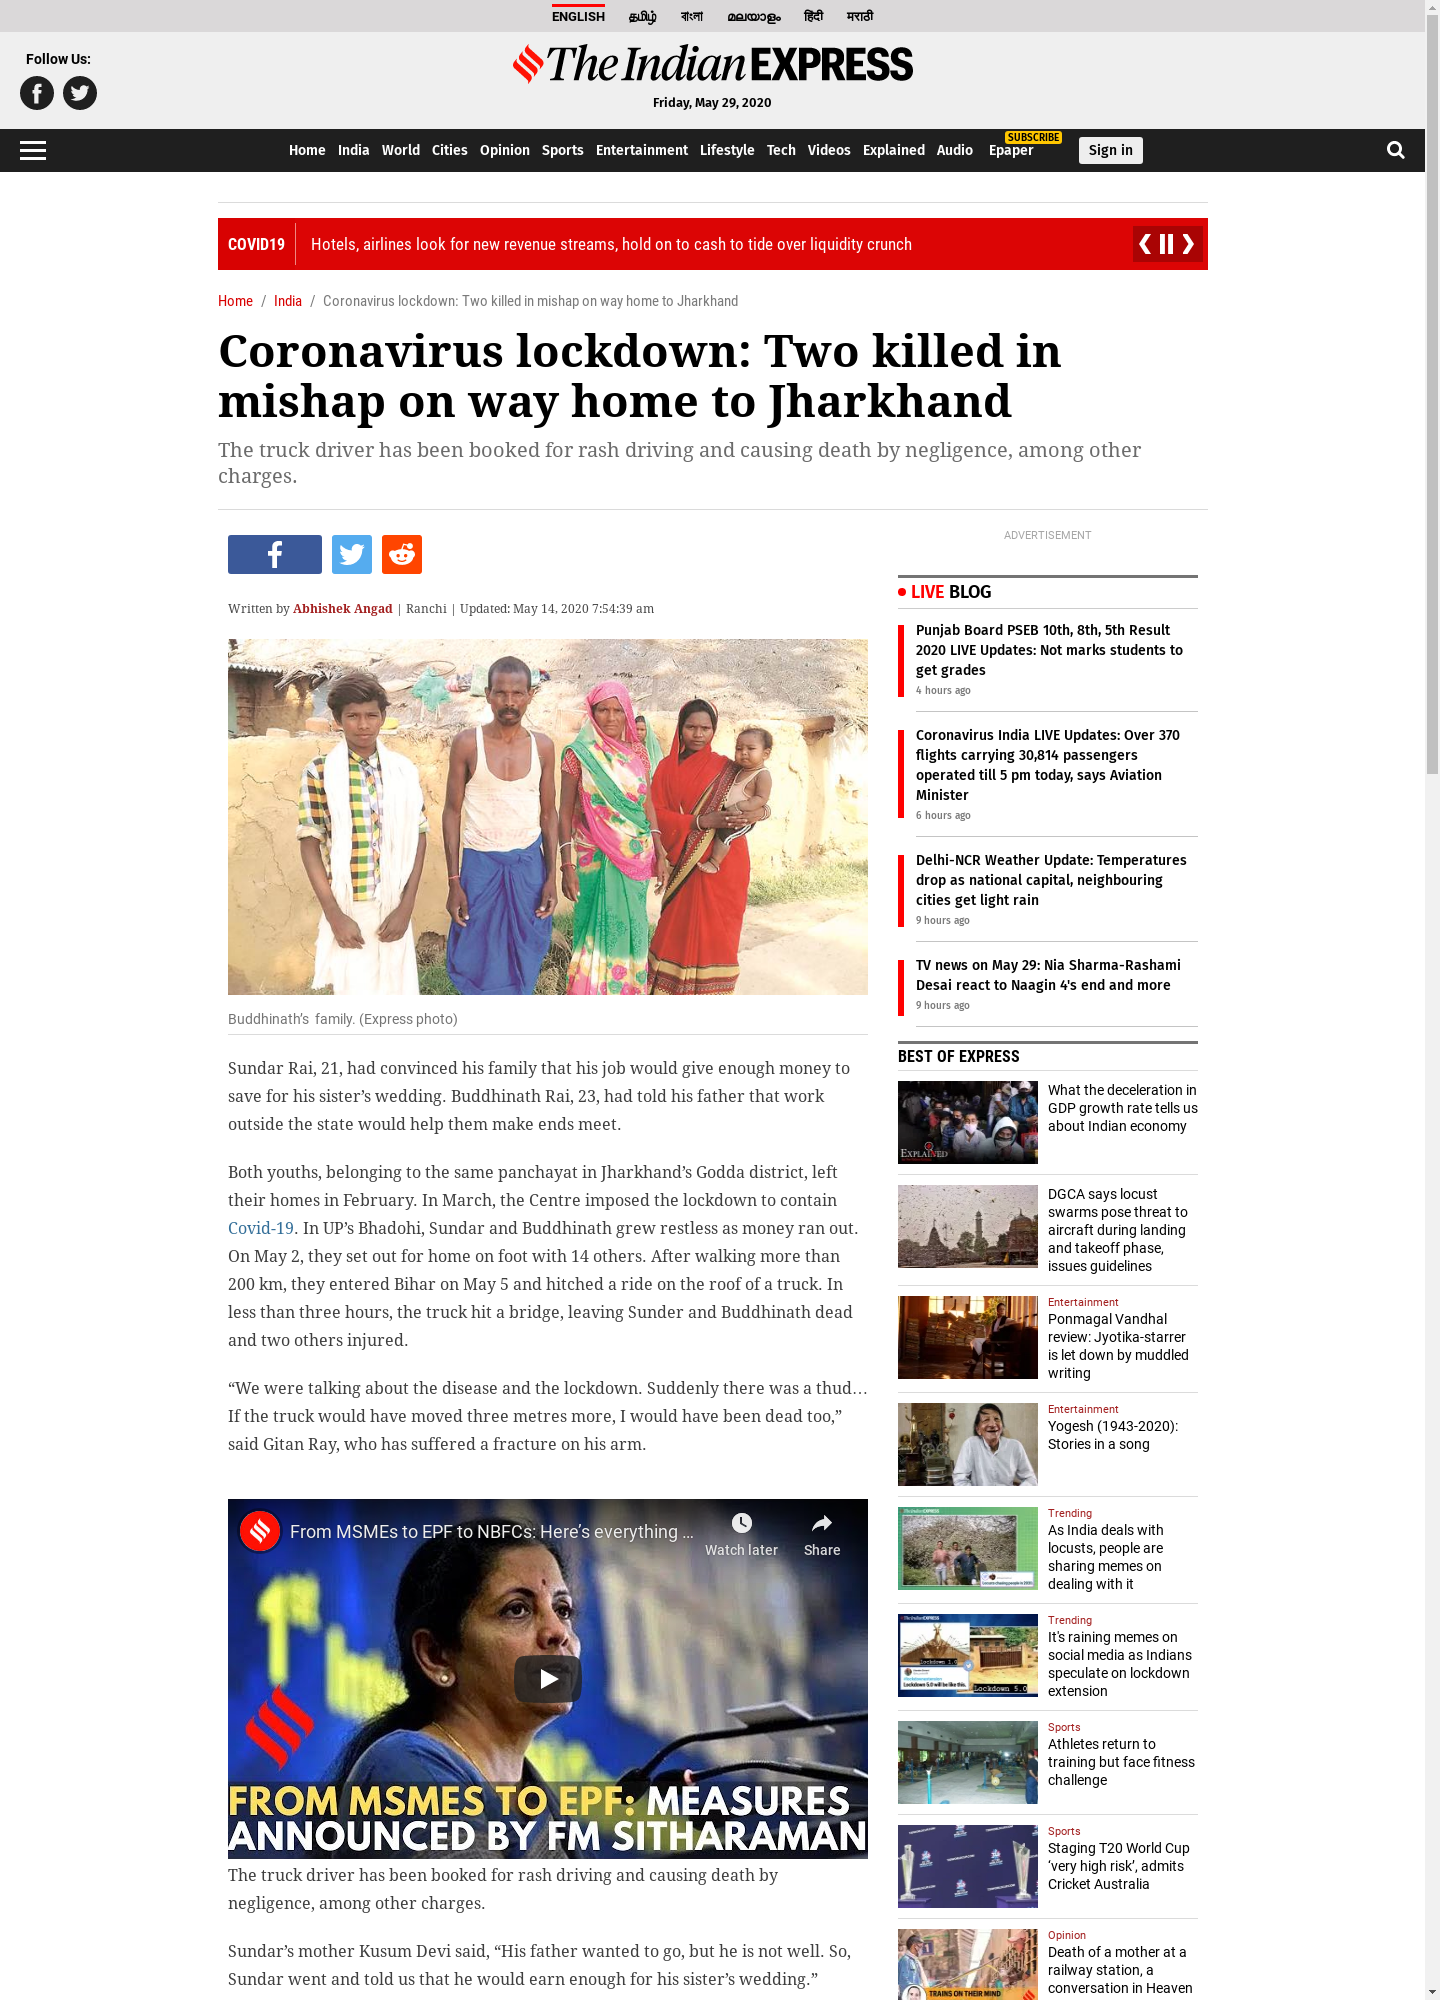 ENGLISH தமிழ் বাংলা മലയാളം हिंदी मराठी
Follow Us:
The Indian EXPRESS
Friday, May 29, 2020
SUBSCRIBE
Home India World Cities Opinion Sports Entertainment Lifestyle Tech Videos Explained Audio Epaper Sign in
COVID19 Hotels, airlines look for new revenue streams, hold on to cash to tide over liquidity crunch
Home / India / Coronavirus lockdown: Two killed in mishap on way home to Jharkhand
Coronavirus lockdown: Two killed in
mishap on way home to Jharkhand
The truck driver has been booked for rash driving and causing death by negligence, among other
charges.
Written by Abhishek Angad | Ranchi | Updated: May 14, 2020 7:54:39 am
Buddhinath’s family. (Express photo)
Sundar Rai, 21, had convinced his family that his job would give enough money to
save for his sister’s wedding. Buddhinath Rai, 23, had told his father that work
outside the state would help them make ends meet.
Both youths, belonging to the same panchayat in Jharkhand’s Godda district, left
their homes in February. In March, the Centre imposed the lockdown to contain
Covid-19. In UP’s Bhadohi, Sundar and Buddhinath grew restless as money ran out.
On May 2, they set out for home on foot with 14 others. After walking more than
200 km, they entered Bihar on May 5 and hitched a ride on the roof of a truck. In
less than three hours, the truck hit a bridge, leaving Sunder and Buddhinath dead
and two others injured.
“We were talking about the disease and the lockdown. Suddenly there was a thud…
If the truck would have moved three metres more, I would have been dead too,”
said Gitan Ray, who has suffered a fracture on his arm.
From MSMEs to EPF to NBFCs: Here’s everything ...
Watch later
Share
FROM MSMES TO EPF: MEASURES
ANNOUNCED BY FM SITHARAMAN
The truck driver has been booked for rash driving and causing death by
negligence, among other charges.
Sundar’s mother Kusum Devi said, “His father wanted to go, but he is not well. So,
Sundar went and told us that he would earn enough for his sister’s wedding.”
ADVERTISEMENT
LIVE BLOG
Punjab Board PSEB 10th, 8th, 5th Result
2020 LIVE Updates: Not marks students to
get grades
4 hours ago
Coronavirus India LIVE Updates: Over 370
flights carrying 30,814 passengers
operated till 5 pm today, says Aviation
Minister
6 hours ago
Delhi-NCR Weather Update: Temperatures
drop as national capital, neighbouring
cities get light rain
9 hours ago
TV news on May 29: Nia Sharma-Rashami
Desai react to Naagin 4's end and more
9 hours ago
BEST OF EXPRESS
EXPLAINED
What the deceleration in
GDP growth rate tells us
about Indian economy
DGCA says locust
swarms pose threat to
aircraft during landing
and takeoff phase,
issues guidelines
Entertainment
Ponmagal Vandhal
review: Jyotika-starrer
is let down by muddled
writing
Entertainment
Yogesh (1943-2020):
Stories in a song
Trending
As India deals with
locusts, people are
sharing memes on
dealing with it
Lockdown 1.0
Lockdown 5.0 will be like this.
Lockdown 5.0
Trending
It's raining memes on
social media as Indians
speculate on lockdown
extension
Sports
Athletes return to
training but face fitness
challenge
Sports
Staging T20 World Cup
‘very high risk’, admits
Cricket Australia
TRAINS ON THEIR MIND
Opinion
Death of a mother at a
railway station, a
conversation in Heaven